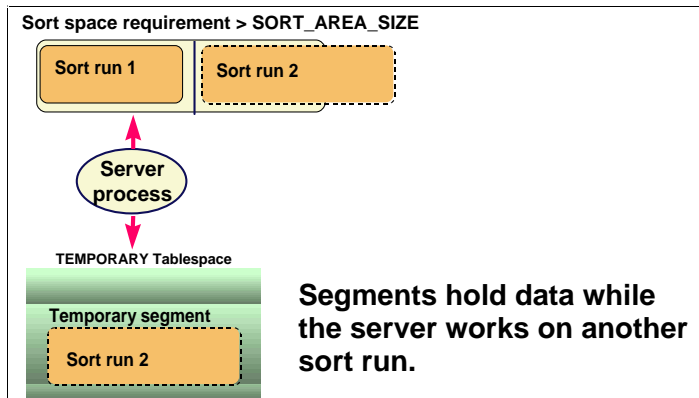 Sort space requirement > SORT_AREA_SIZE
Sort run 1
Sort run 2
Server
process
TEMPORARY Tablespace
Temporary segment
Sort run 2
Segments hold data while
the server works on another
sort run.